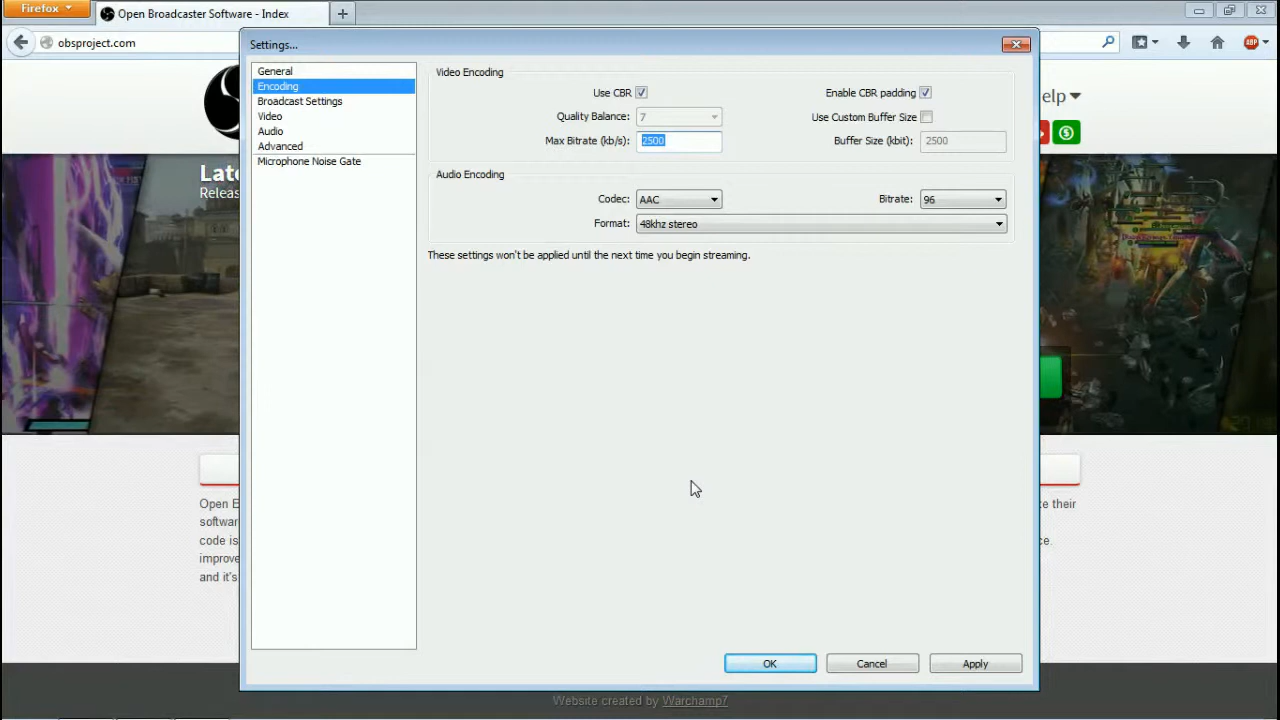 Firefox
Open Broadcaster Software - Index
obsproject.com
ABP
Settings...
General
Encoding
Broadcast Settings
Video
Audio
Advanced
Microphone Noise Gate
Video Encoding
Use CBR
Enable CBR padding
Quality Balance: 7
Use Custom Buffer Size
Max Bitrate (kb/s): 2500
Buffer Size (kbit): 2500
Audio Encoding
Codec: AAC
Bitrate: 96
Format: 48khz stereo
These settings won't be applied until the next time you begin streaming.
OK
Cancel
Apply
elp
Late
Releas
Open E
te their
softwar
code is
ce.
improve
and it's
Website created by Warchamp7